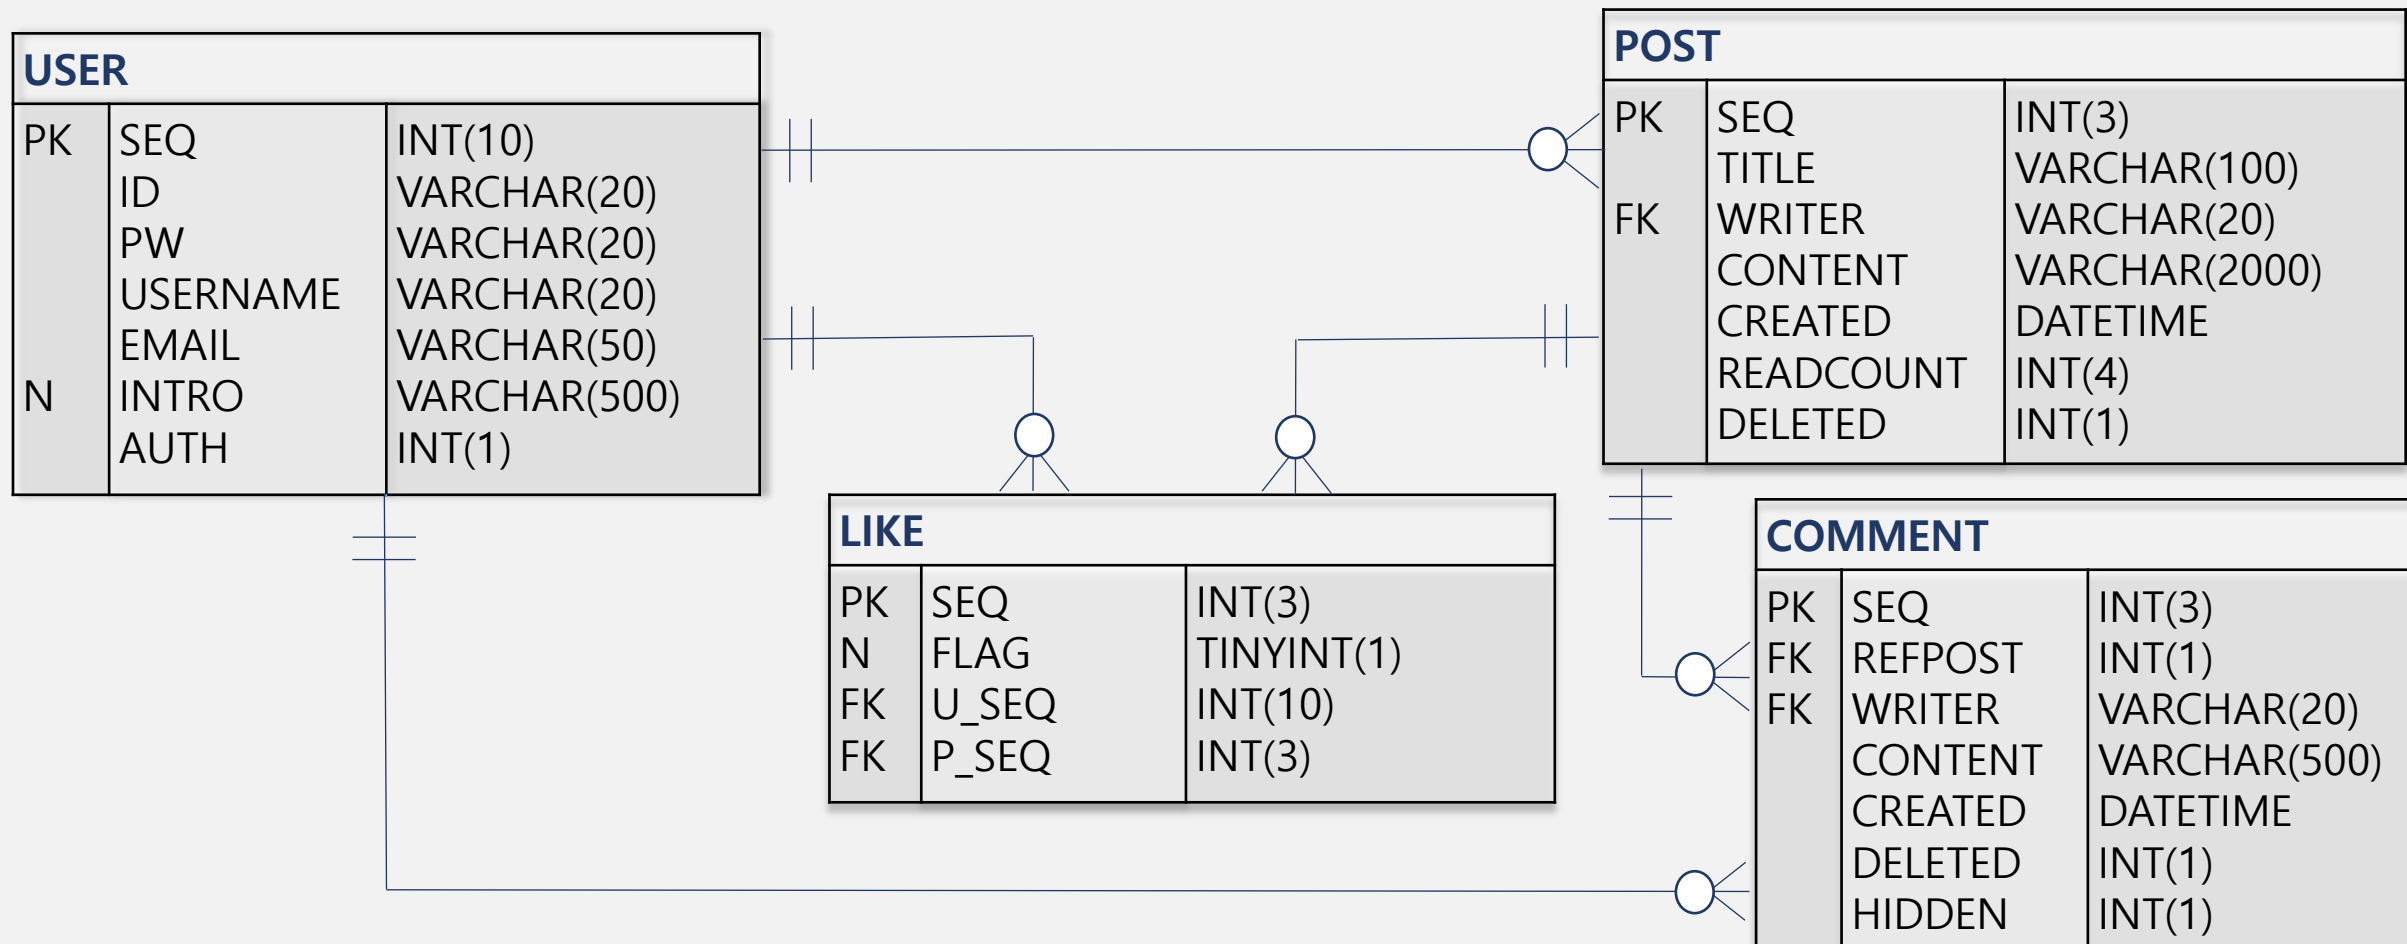 USER
PK SEQ INT(10)
ID VARCHAR(20)
PW VARCHAR(20)
USERNAME VARCHAR(20)
EMAIL VARCHAR(50)
N INTRO VARCHAR(500)
AUTH INT(1)
POST
PK SEQ INT(3)
TITLE VARCHAR(100)
FK WRITER VARCHAR(20)
CONTENT VARCHAR(2000)
CREATED DATETIME
READCOUNT INT(4)
DELETED INT(1)
LIKE
PK SEQ INT(3)
N FLAG TINYINT(1)
FK U_SEQ INT(10)
FK P_SEQ INT(3)
COMMENT
PK SEQ INT(3)
FK REFPOST INT(1)
FK WRITER VARCHAR(20)
CONTENT VARCHAR(500)
CREATED DATETIME
DELETED INT(1)
HIDDEN INT(1)